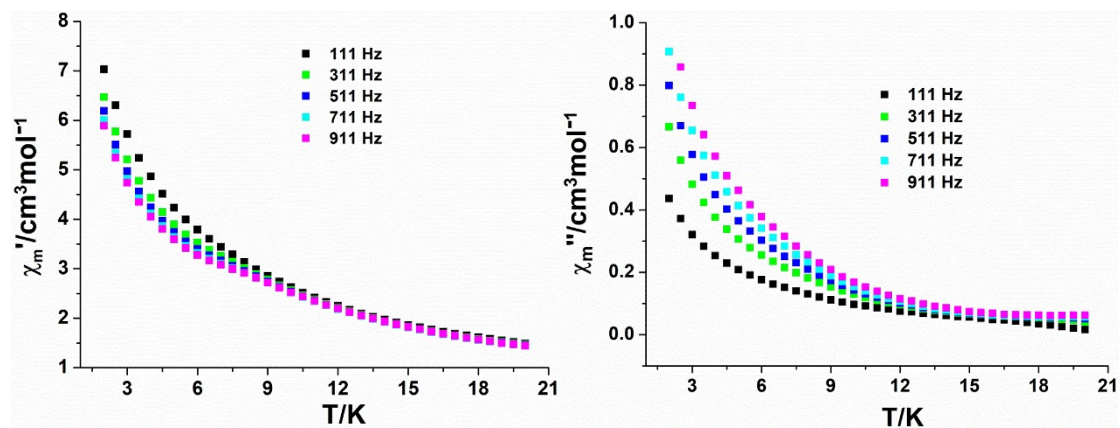 8
7
6
5
4
3
2
1
χm'/cm³mol⁻¹
111 Hz
311 Hz
511 Hz
711 Hz
911 Hz
3 6 9 12 15 18 21
T/K
1.0
0.8
0.6
0.4
0.2
0.0
χm''/cm³mol⁻¹
111 Hz
311 Hz
511 Hz
711 Hz
911 Hz
3 6 9 12 15 18 21
T/K